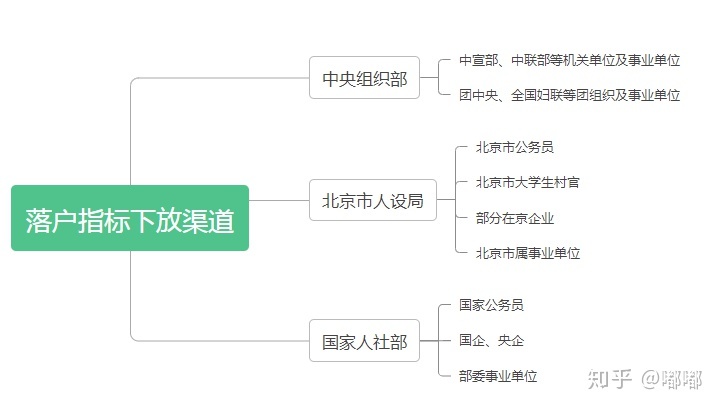 落户指标下放渠道
中央组织部
中宣部、中联部等机关单位及事业单位
团中央、全国妇联等团组织及事业单位
北京市人设局
北京市公务员
北京市大学生村官
部分在京企业
北京市属事业单位
国家人社部
国家公务员
国企、央企
部委事业单位
知乎 @嘟嘟